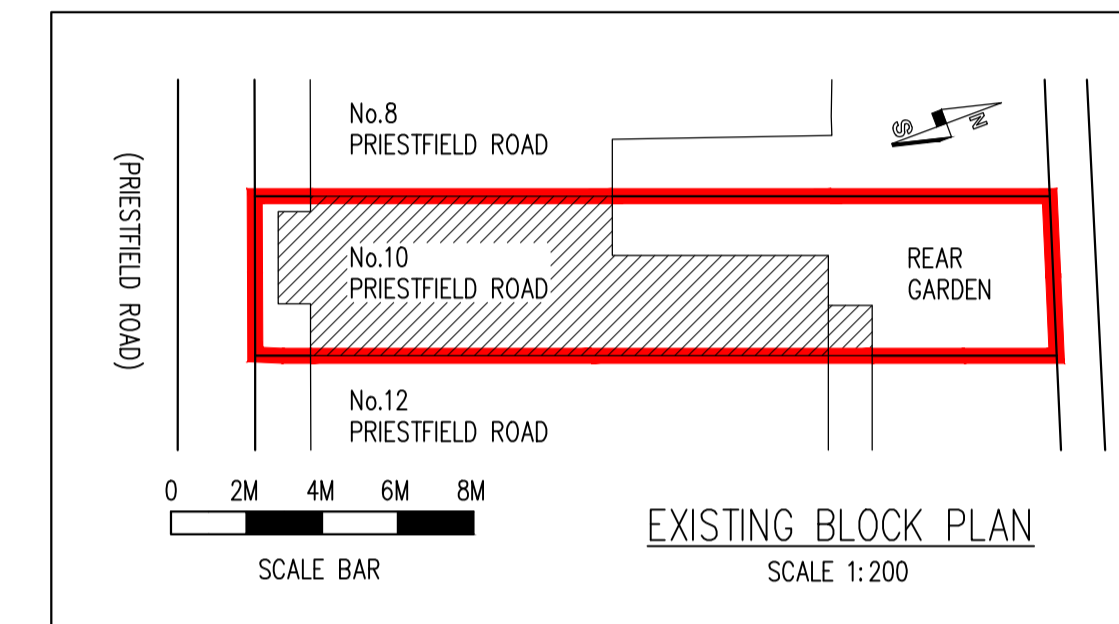 No.8
PRIESTFIELD ROAD
S
N
(PRIESTFIELD ROAD)
No.10
PRIESTFIELD ROAD
REAR
GARDEN
No.12
PRIESTFIELD ROAD
0 2M 4M 6M 8M
SCALE BAR
EXISTING BLOCK PLAN
SCALE 1:200